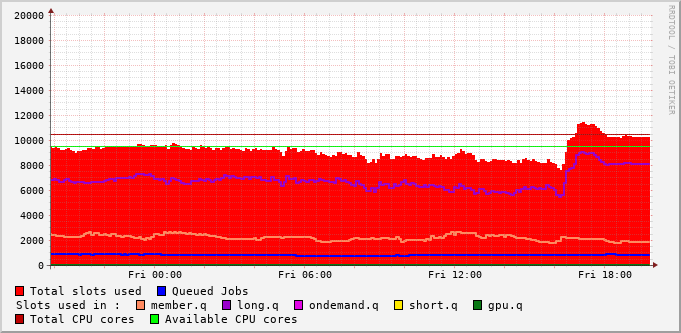 20000
18000
16000
14000
12000
10000
8000
6000
4000
2000
0
Fri 00:00 Fri 06:00 Fri 12:00 Fri 18:00
Total slots used Queued Jobs
Slots used in : member.q long.q ondemand.q short.q gpu.q
Total CPU cores Available CPU cores
RRDTOOL / TOBI OETIKER